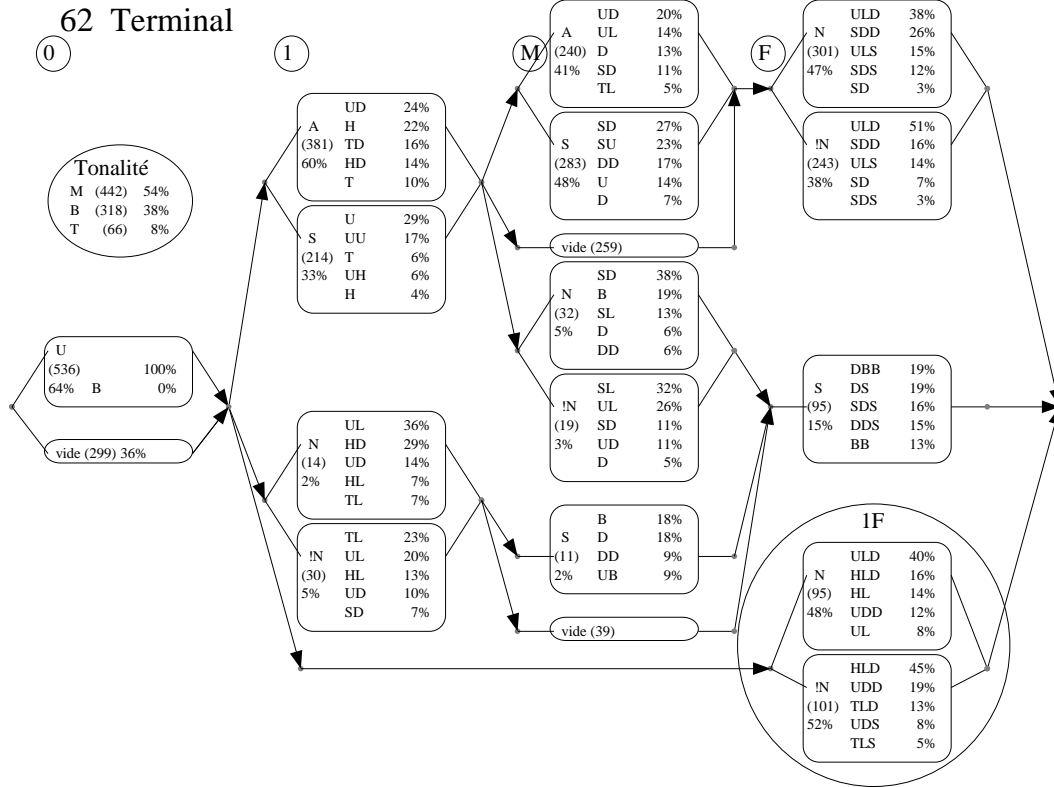 62 Terminal
0
1
M
F
Tonalité
M (442) 54%
B (318) 38%
T (66) 8%
U
(536) 100%
64% B 0%
vide (299) 36%
UD 24%
A H 22%
(381) TD 16%
60% HD 14%
T 10%
U 29%
S UU 17%
(214) T 6%
33% UH 6%
H 4%
UL 36%
N HD 29%
(14) UD 14%
2% HL 7%
TL 7%
TL 23%
!N UL 20%
(30) HL 13%
5% UD 10%
SD 7%
UD 20%
A UL 14%
(240) D 13%
41% SD 11%
TL 5%
SD 27%
S SU 23%
(283) DD 17%
48% U 14%
D 7%
vide (259)
SD 38%
N B 19%
(32) SL 13%
5% D 6%
DD 6%
SL 32%
!N UL 26%
(19) SD 11%
3% UD 11%
D 5%
B 18%
S D 18%
(11) DD 9%
2% UB 9%
vide (39)
ULD 38%
N SDD 26%
(301) ULS 15%
47% SDS 12%
SD 3%
ULD 51%
!N SDD 16%
(243) ULS 14%
38% SD 7%
SDS 3%
DBB 19%
S DS 19%
(95) SDS 16%
15% DDS 15%
BB 13%
1F
ULD 40%
N HLD 16%
(95) HL 14%
48% UDD 12%
UL 8%
HLD 45%
!N UDD 19%
(101) TLD 13%
52% UDS 8%
TLS 5%